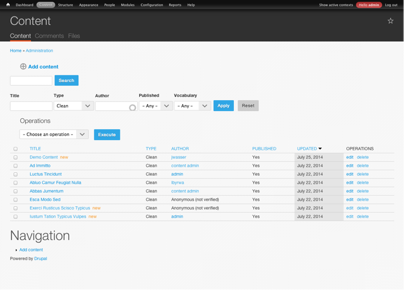 Dashboard Content Structure Appearance People Modules Configuration Reports Help Show active contexts Hello admin Log out
Content
Content Comments Files
Home » Administration
Add content
Search
Title Type Author Published Vocabulary
Clean - Any - - Any - Apply Reset
Operations
- Choose an operation - Execute
TITLE TYPE AUTHOR PUBLISHED UPDATED OPERATIONS
Demo Content new Clean Yes July 25, 2014 edit delete
Ad Immitto Clean content admin Yes July 22, 2014 edit delete
Luctus Tincidunt Clean admin Yes July 22, 2014 edit delete
Abluo Camur Feugiat Nulla Clean Yes July 22, 2014 edit delete
Abbas Jumentum Clean content admin Yes July 22, 2014 edit delete
Esca Modo Sed Clean Anonymous (not verified) Yes July 22, 2014 edit delete
Exerci Rusticus Scisco Typicus new Clean Anonymous (not verified) Yes July 22, 2014 edit delete
Iustum Tation Typicus Vulpes new Clean admin Yes July 22, 2014 edit delete
Navigation
Add content
Powered by Drupal